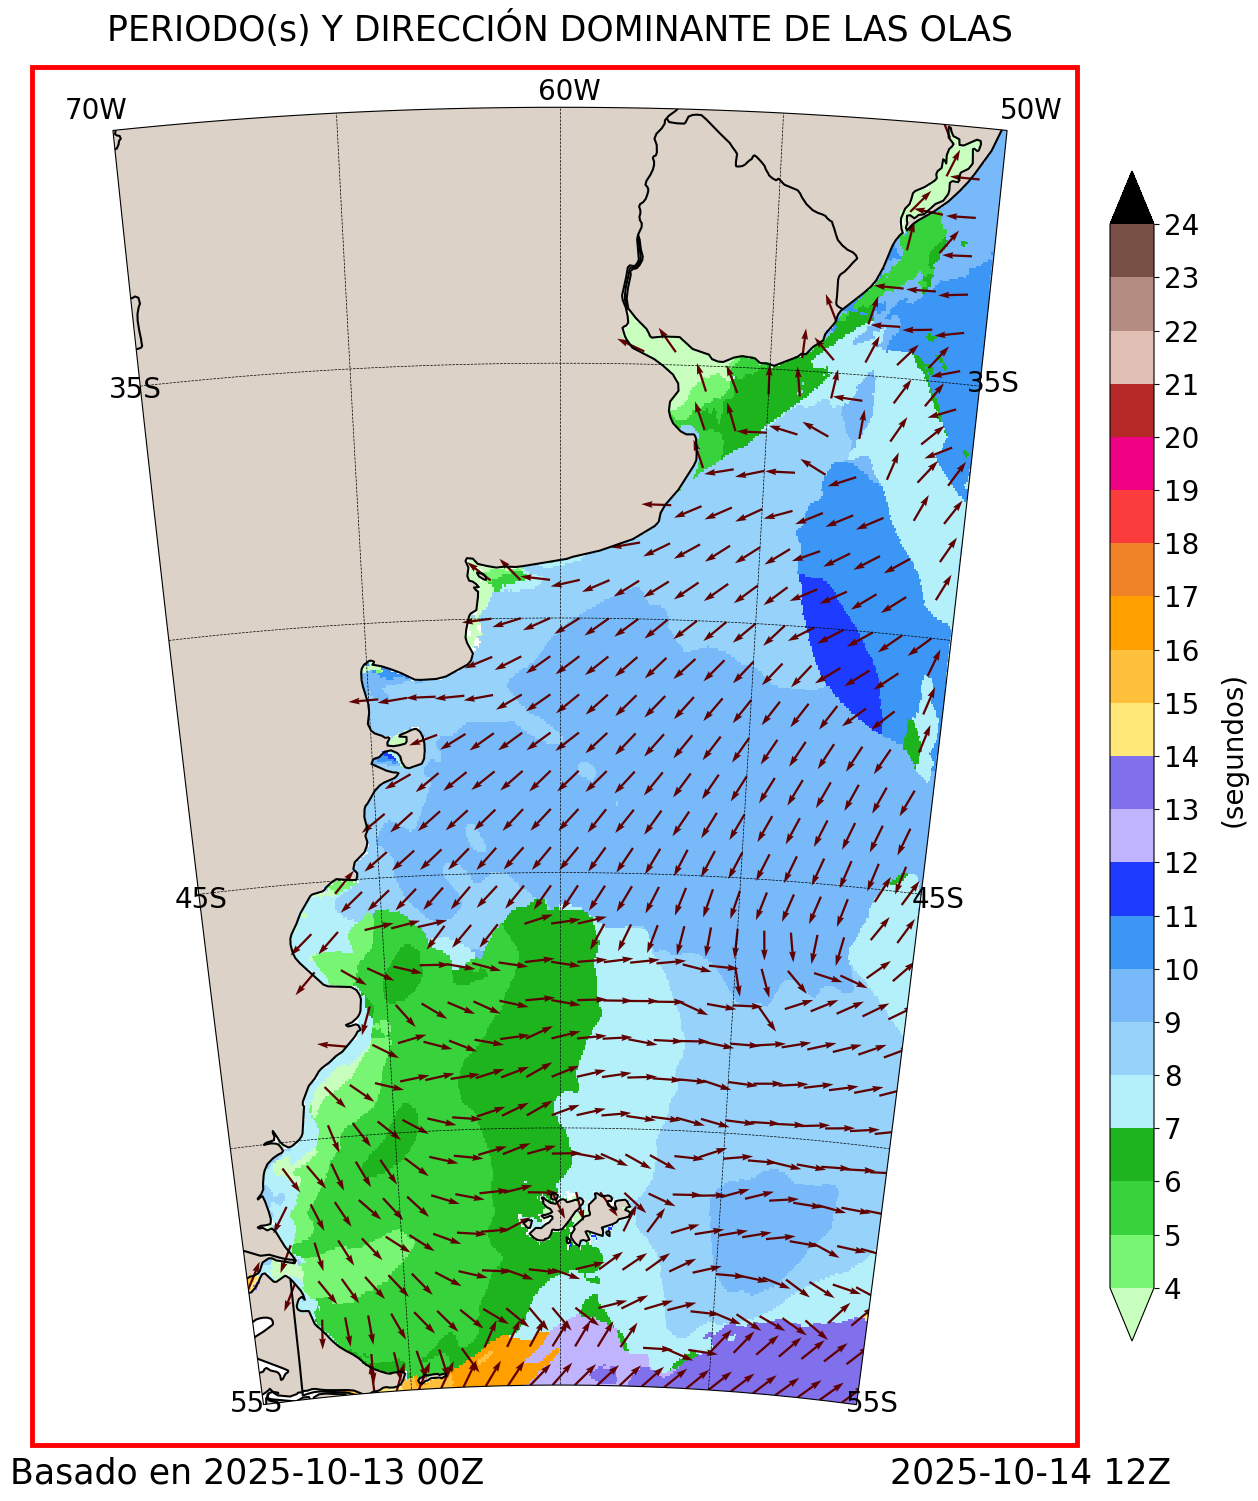 PERIODO(s) Y DIRECCIÓN DOMINANTE DE LAS OLAS
70W
60W
50W
35S
35S
45S
45S
55S
55S
24
23
22
21
20
19
18
17
16
15
14
13
12
11
10
9
8
7
6
5
4
(segundos)
Basado en 2025-10-13 00Z
2025-10-14 12Z